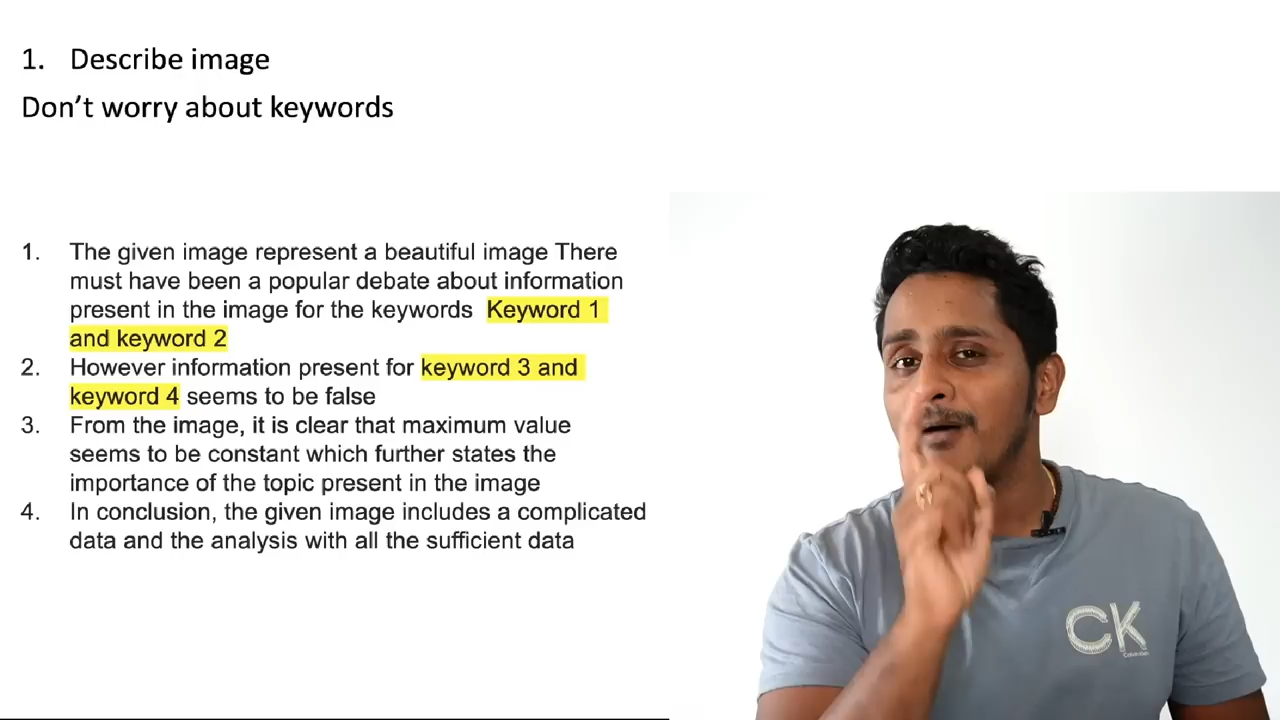 1. Describe image
Don't worry about keywords
1. The given image represent a beautiful image There
must have been a popular debate about information
present in the image for the keywords Keyword 1
and keyword 2
2. However information present for keyword 3 and
keyword 4 seems to be false
3. From the image, it is clear that maximum value
seems to be constant which further states the
importance of the topic present in the image
4. In conclusion, the given image includes a complicated
data and the analysis with all the sufficient data
CK